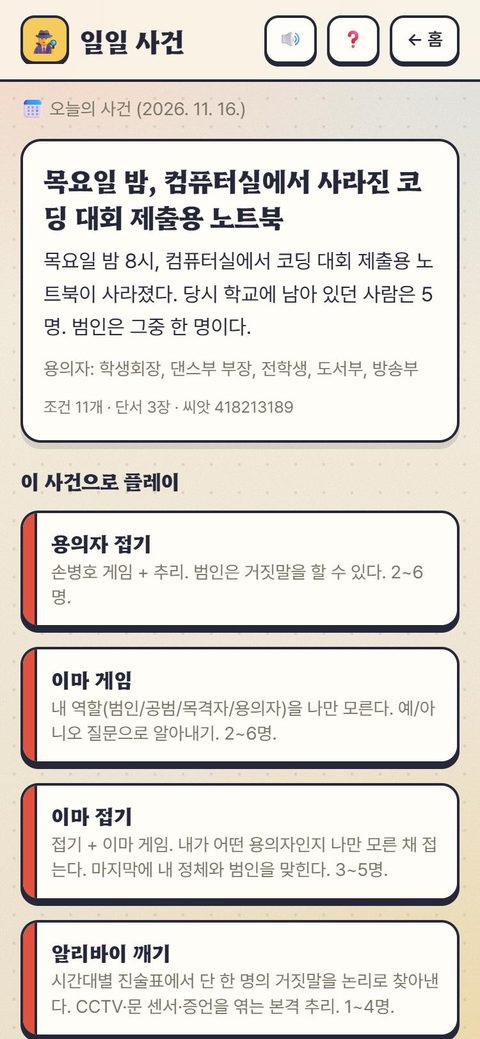 일일 사건
← 홈
오늘의 사건 (2026. 11. 16.)
목요일 밤, 컴퓨터실에서 사라진 코
딩 대회 제출용 노트북
목요일 밤 8시, 컴퓨터실에서 코딩 대회 제출용 노
트북이 사라졌다. 당시 학교에 남아 있던 사람은 5
명. 범인은 그중 한 명이다.
용의자: 학생회장, 댄스부 부장, 전학생, 도서부, 방송부
조건 11개 · 단서 3장 · 씨앗 418213189
이 사건으로 플레이
용의자 접기
손병호 게임 + 추리. 범인은 거짓말을 할 수 있다. 2~6
명.
이마 게임
내 역할(범인/공범/목격자/용의자)을 나만 모른다. 예/아
니오 질문으로 알아내기. 2~6명.
이마 접기
접기 + 이마 게임. 내가 어떤 용의자인지 나만 모른 채 접
는다. 마지막에 내 정체와 범인을 맞힌다. 3~5명.
알리바이 깨기
시간대별 진술표에서 단 한 명의 거짓말을 논리로 찾아낸
다. CCTV·문 센서·증언을 엮는 본격 추리. 1~4명.